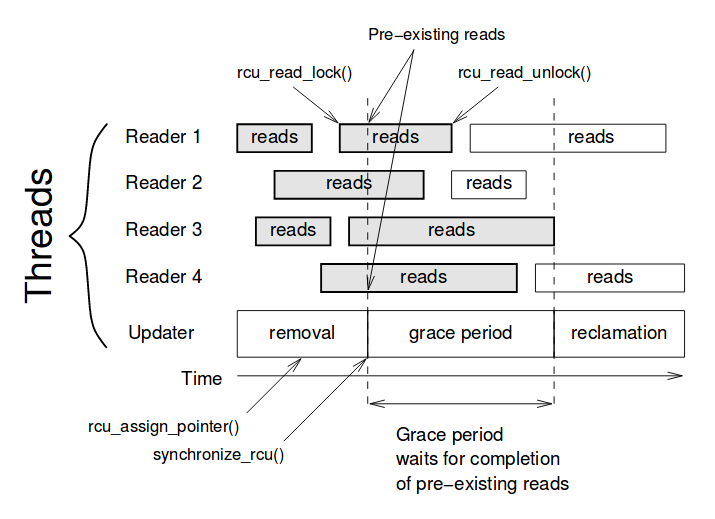 Pre−existing reads
rcu_read_lock()
rcu_read_unlock()
Threads
Reader 1
reads
reads
reads
Reader 2
reads
reads
Reader 3
reads
reads
Reader 4
reads
reads
Updater
removal
grace period
reclamation
Time
rcu_assign_pointer()
synchronize_rcu()
Grace period
waits for completion
of pre−existing reads